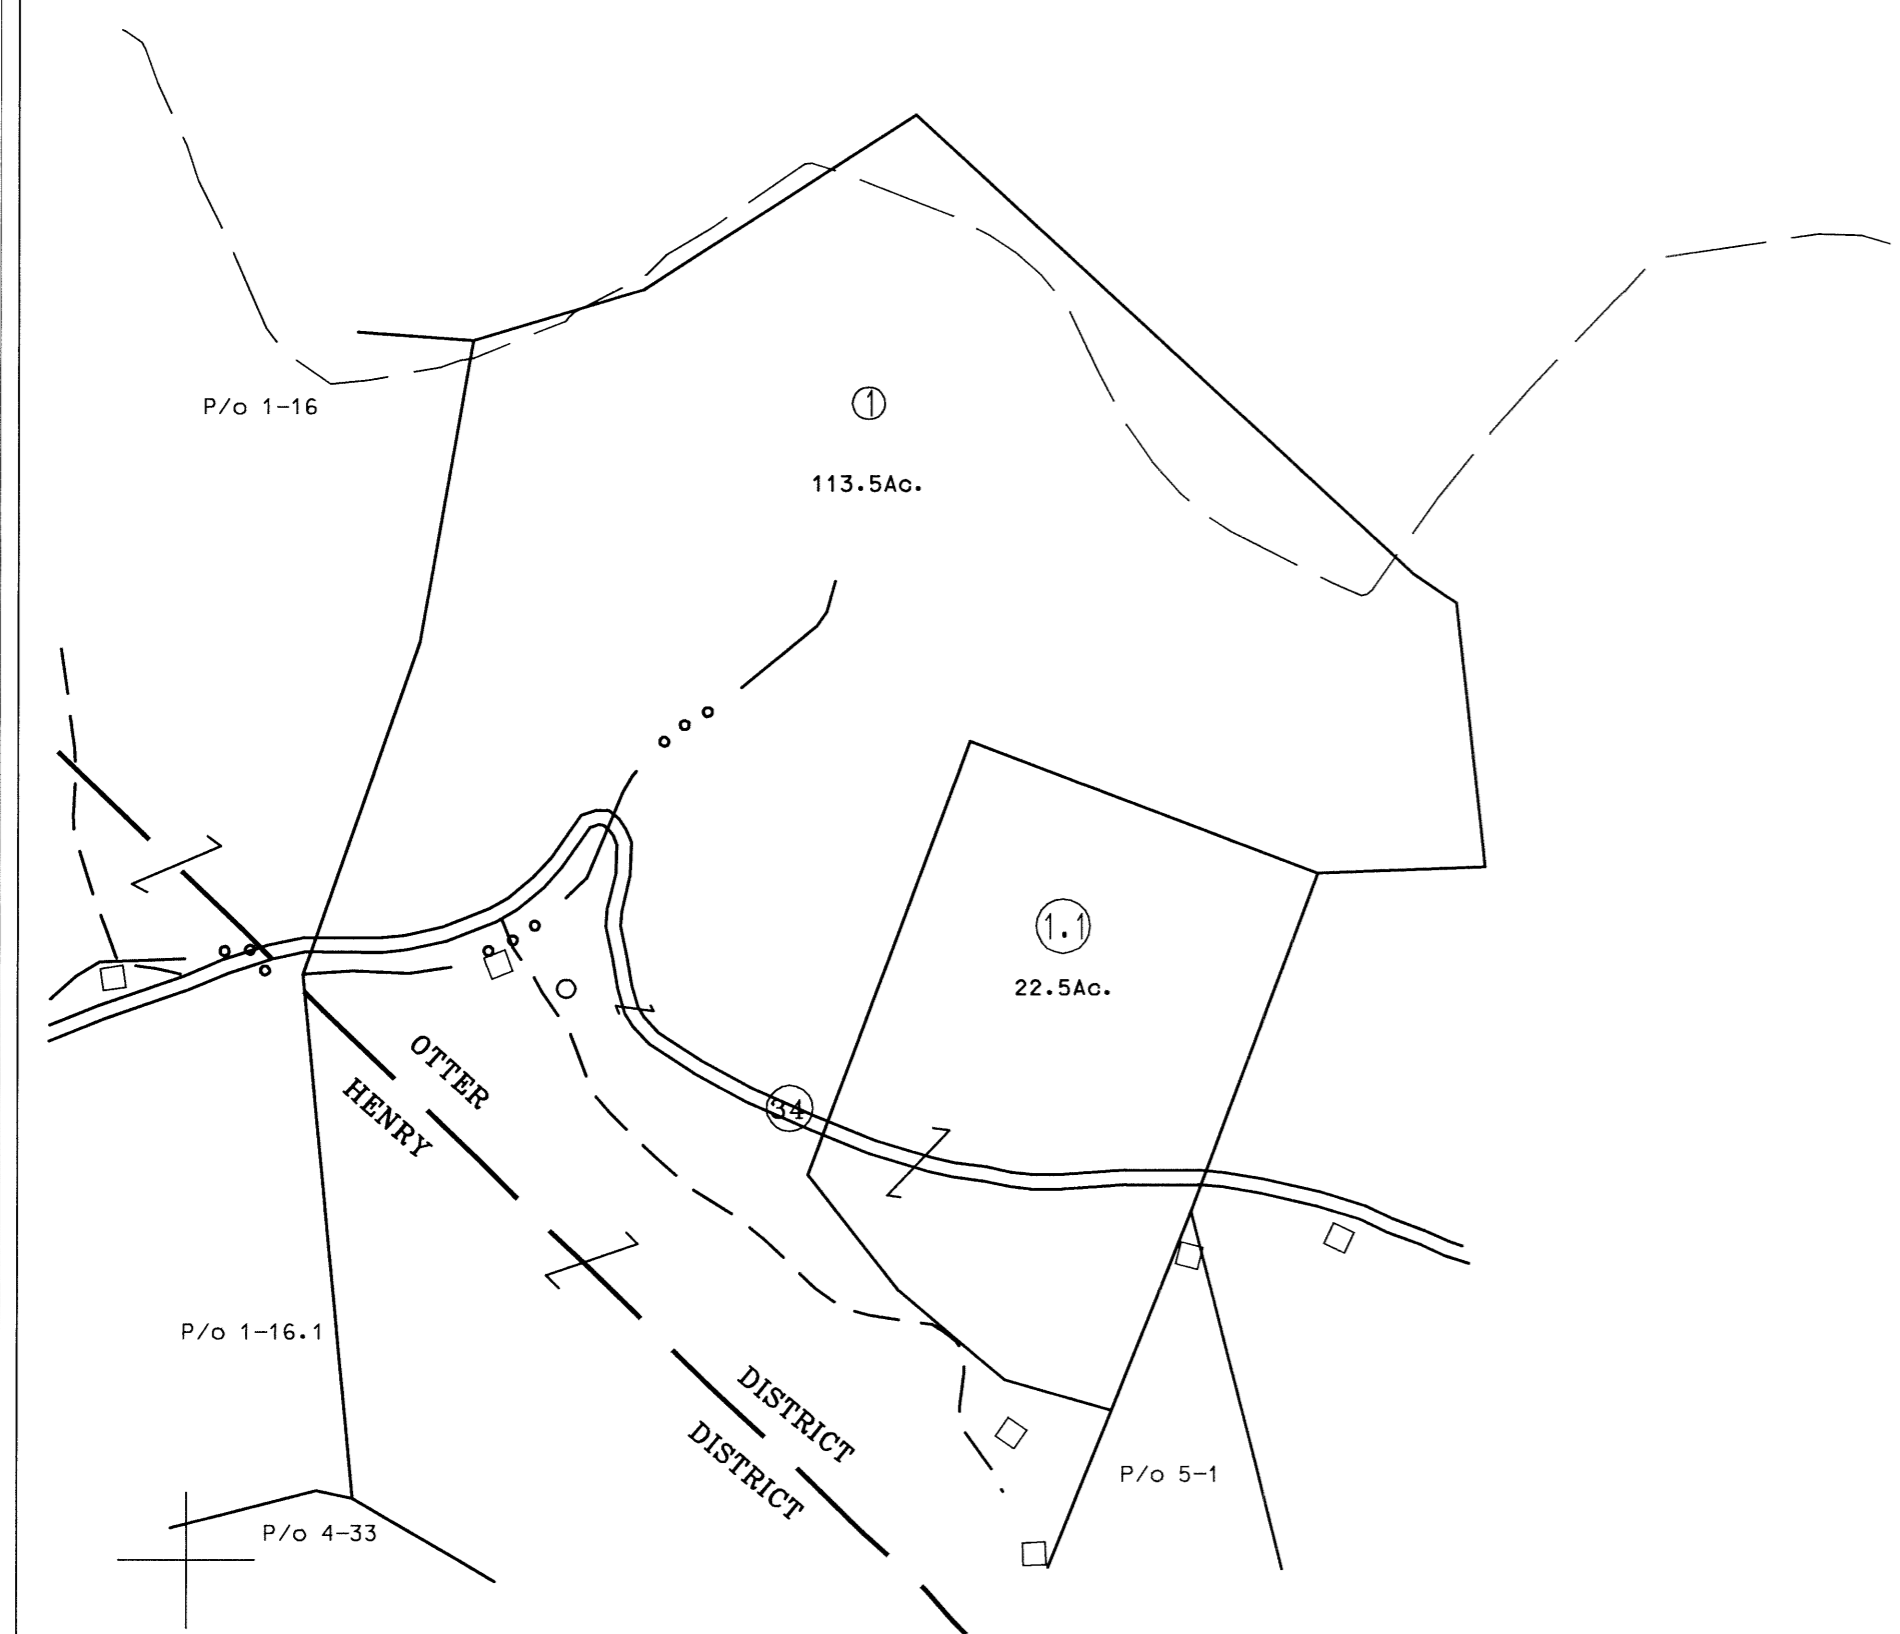 P/o 1-16
1
113.5Ac.
1.1
22.5Ac.
OTTER
HENRY
34
P/o 1-16.1
DISTRICT
DISTRICT
P/o 5-1
P/o 4-33